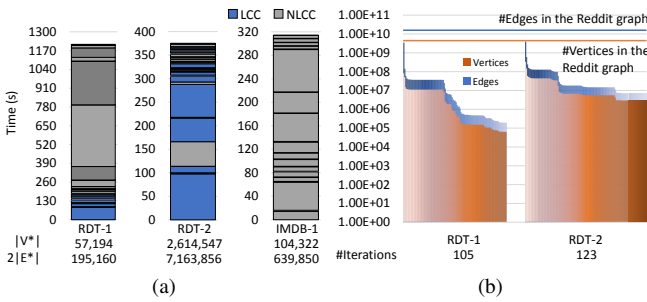 LCC NLCC
Time (s)
1300
1170
1040
910
780
650
520
390
260
130
0
400
350
300
250
200
150
100
50
0
320
280
240
200
160
120
80
40
0
RDT-1 RDT-2 IMDB-1
|V*| 57,194 2,614,547 104,322
2|E*| 195,160 7,163,856 639,850
(a)
1.00E+11
1.00E+10
1.00E+09
1.00E+08
1.00E+07
1.00E+06
1.00E+05
1.00E+04
1.00E+03
1.00E+02
1.00E+01
1.00E+00
#Edges in the Reddit graph
#Vertices in the
Reddit graph
Vertices
Edges
RDT-1 RDT-2
#Iterations 105 123
(b)